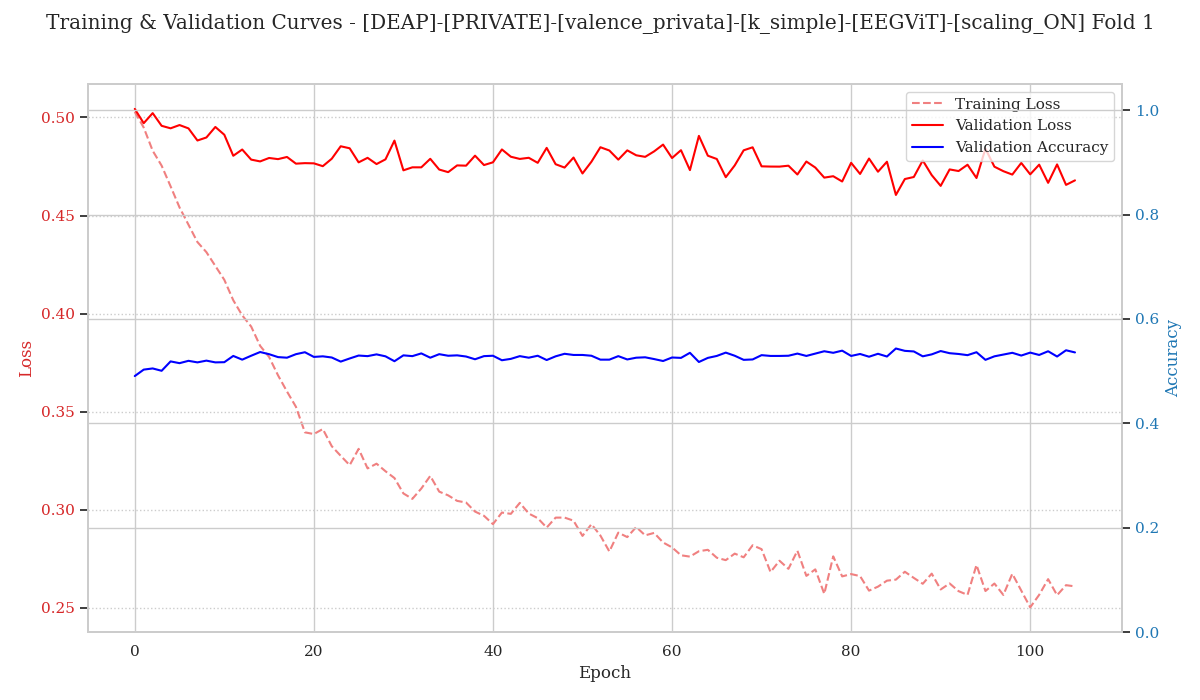 Training & Validation Curves - [DEAP]-[PRIVATE]-[valence_privata]-[k_simple]-[EEGViT]-[scaling_ON] Fold 1
Training Loss
Validation Loss
Validation Accuracy
Loss
0.50
0.45
0.40
0.35
0.30
0.25
1.0
0.8
0.6
0.4
0.2
0.0
Accuracy
0
20
40
60
80
100
Epoch